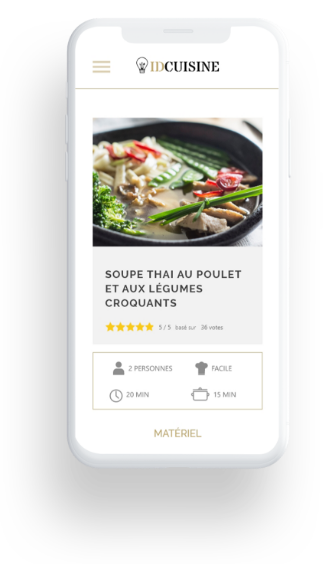 IDCUISINE
SOUPE THAI AU POULET
ET AUX LÉGUMES
CROQUANTS
5 / 5 basé sur 36 votes
2 PERSONNES
FACILE
20 MIN
15 MIN
MATÉRIEL